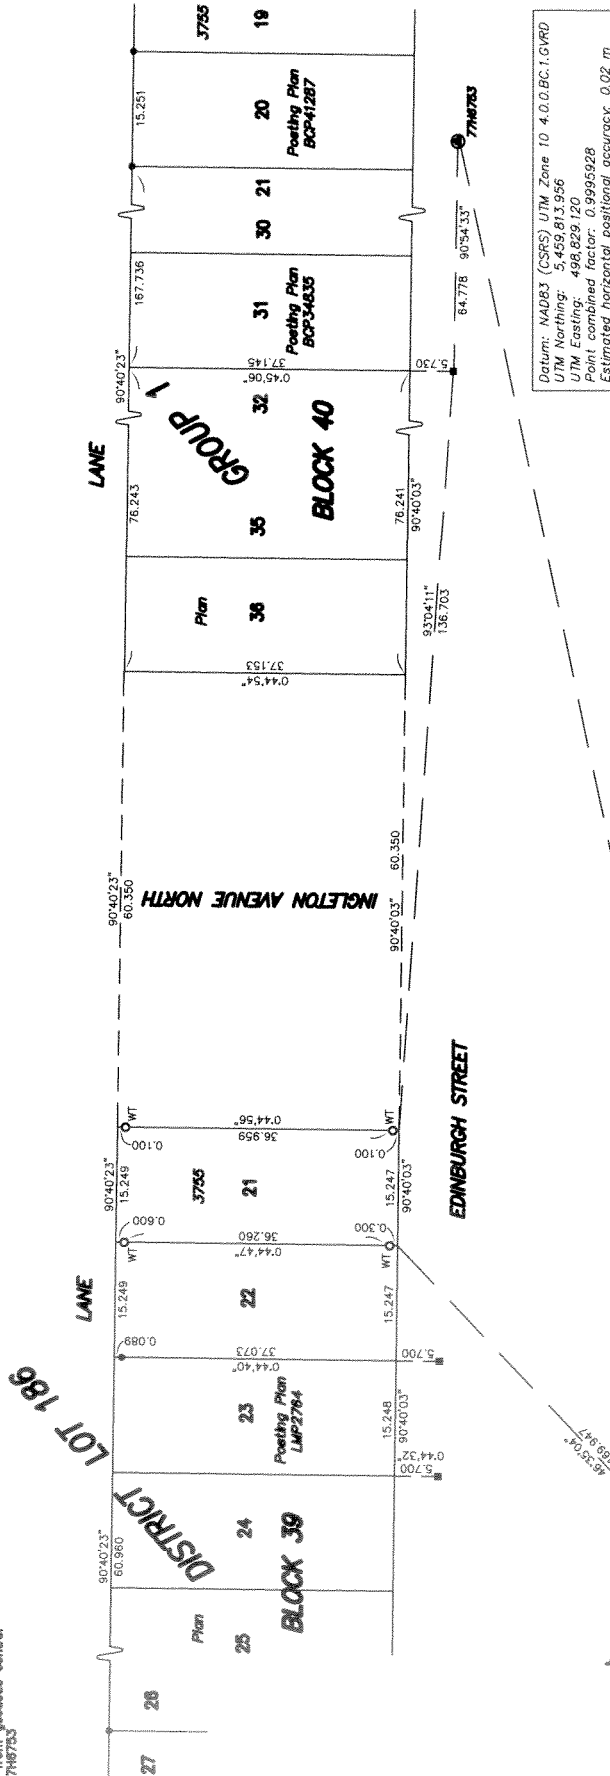 3755
19
15.251
20
Posting Plan
BCP41287
21
30
77H6753
90°54'33"
64.778
167.736
31
Posting Plan
BCP34835
90°40'23"
37.145
0°45'06"
5.730
32
GROUP 1
LANE
BLOCK 40
76.243
35
76.241
90°40'03"
Plan
36
93°04'11"
136.703
37.153
0°44'54"
90°40'23"
60.350
INGLETON AVENUE NORTH
60.350
90°40'03"
EDINBURGH STREET
WT
0.100
36.959
0°44'56"
WT
0.100
90°40'23"
15.249
3755
21
15.247
90°40'03"
0.600
WT
36.260
0°44'47"
0.300
WT
LANE
15.249
22
15.247
0.089
37.073
0°44'40"
5.700
LOT 186
DISTRICT
23
Posting Plan
LMP2764
15.248
90°40'03"
0°44'32"
5.700
46°35'04"
169.947
90°40'23"
60.960
24
BLOCK 39
Plan
25
26
27
77H6753
Datum: NAD83 (CSRS) UTM Zone 10 4.0.0.BC.1.GVRD
UTM Northing: 5,459,813.956
UTM Easting: 498,829.120
Point combined factor: 0.9995928
Estimated horizontal positional accuracy: 0.02 m